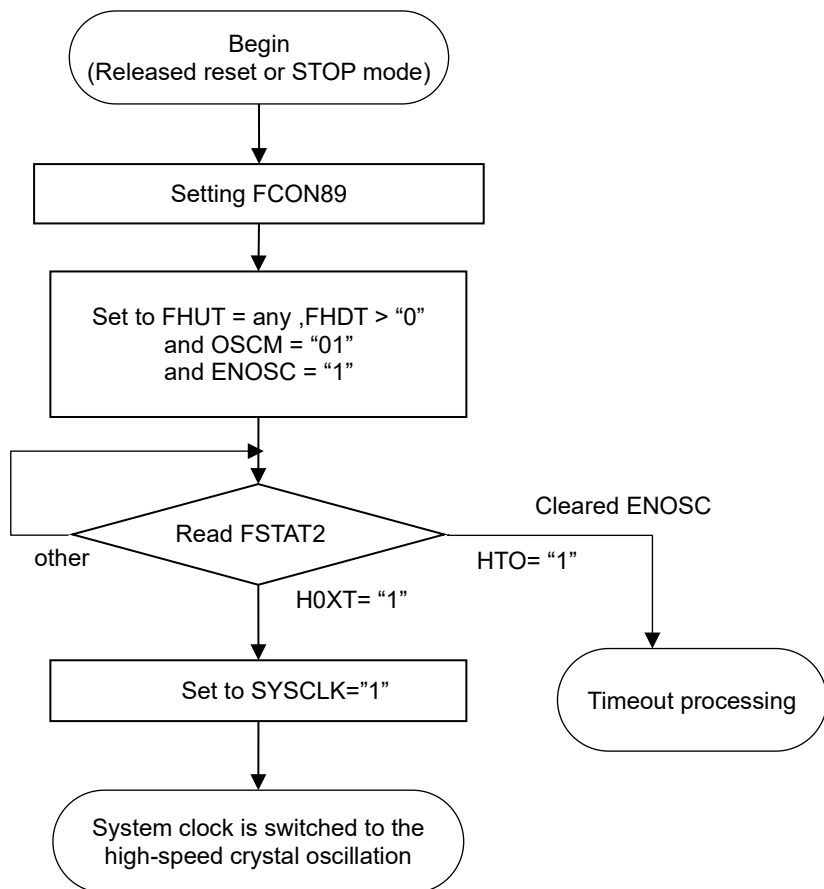 Begin
(Released reset or STOP mode)
Setting FCON89
Set to FHUT = any ,FHDT > “0”
and OSCM = “01”
and ENOSC = “1”
Read FSTAT2
other
Cleared ENOSC
HTO= “1”
H0XT= “1”
Set to SYSCLK=”1”
Timeout processing
System clock is switched to the
high-speed crystal oscillation